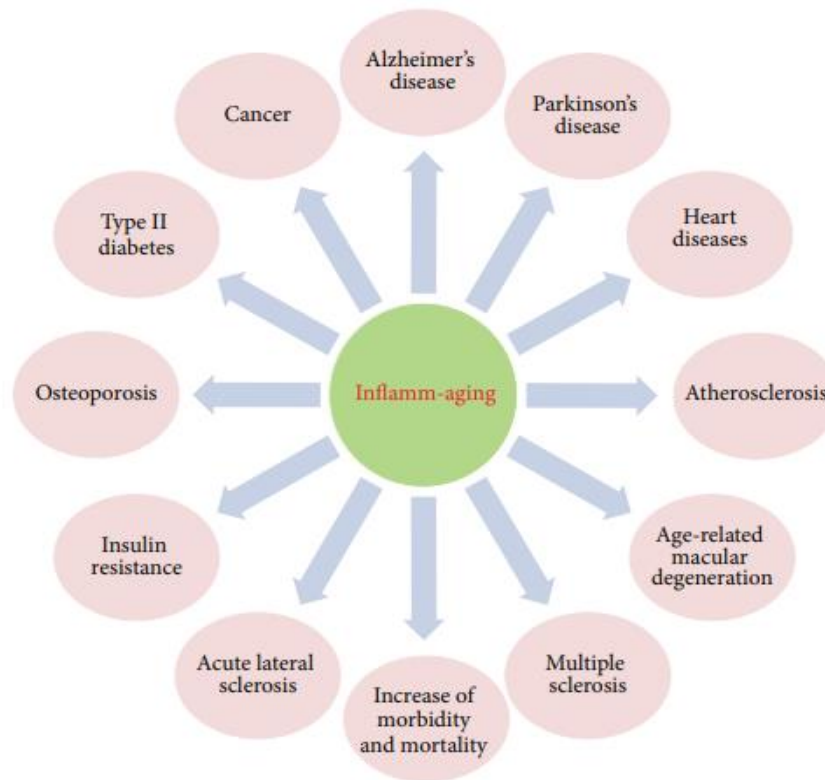 Alzheimer's
disease
Parkinson's
disease
Heart
diseases
Atherosclerosis
Age-related
macular
degeneration
Multiple
sclerosis
Increase of
morbidity
and mortality
Acute lateral
sclerosis
Insulin
resistance
Osteoporosis
Type II
diabetes
Cancer
Inflamm-aging